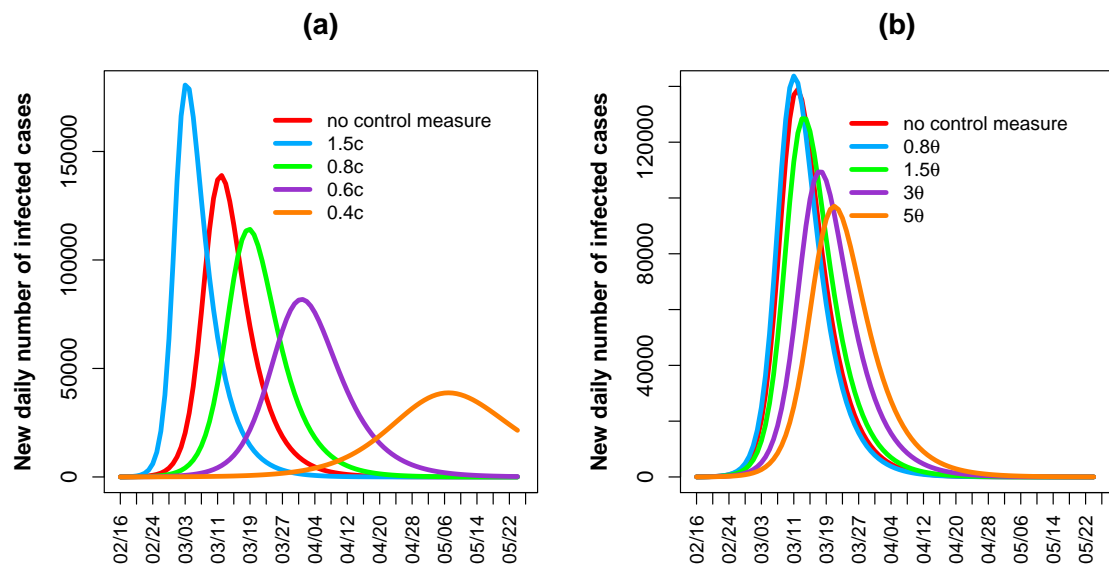 (a)
New daily number of infected cases
0
50000
100000
150000
no control measure
1.5c
0.8c
0.6c
0.4c
02/16
02/24
03/03
03/11
03/19
03/27
04/04
04/12
04/20
04/28
05/06
05/14
05/22
(b)
New daily number of infected cases
0
40000
80000
120000
no control measure
0.8θ
1.5θ
3θ
5θ
02/16
02/24
03/03
03/11
03/19
03/27
04/04
04/12
04/20
04/28
05/06
05/14
05/22